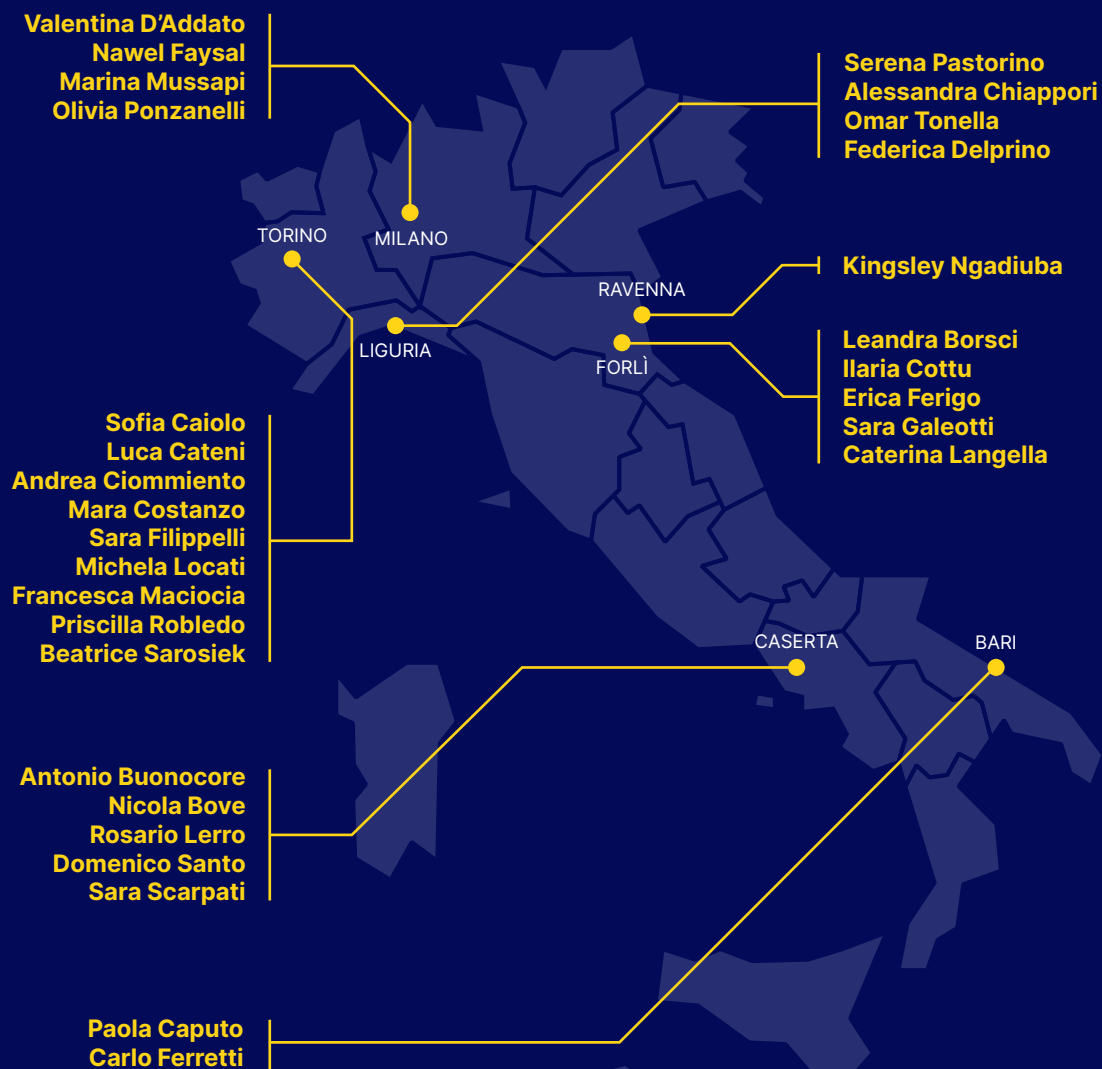 Valentina D’Addato
Nawel Faysal
Marina Mussapi
Olivia Ponzanelli
Serena Pastorino
Alessandra Chiappori
Omar Tonella
Federica Delprino
TORINO
MILANO
Kingsley Ngadiuba
RAVENNA
LIGURIA
FORLÌ
Leandra Borsci
Ilaria Cottu
Erica Ferigo
Sara Galeotti
Caterina Langella
Sofia Caiolo
Luca Cateni
Andrea Ciommiento
Mara Costanzo
Sara Filippelli
Michela Locati
Francesca Maciocia
Priscilla Robledo
Beatrice Sarosiek
CASERTA
BARI
Antonio Buonocore
Nicola Bove
Rosario Lerro
Domenico Santo
Sara Scarpati
Paola Caputo
Carlo Ferretti